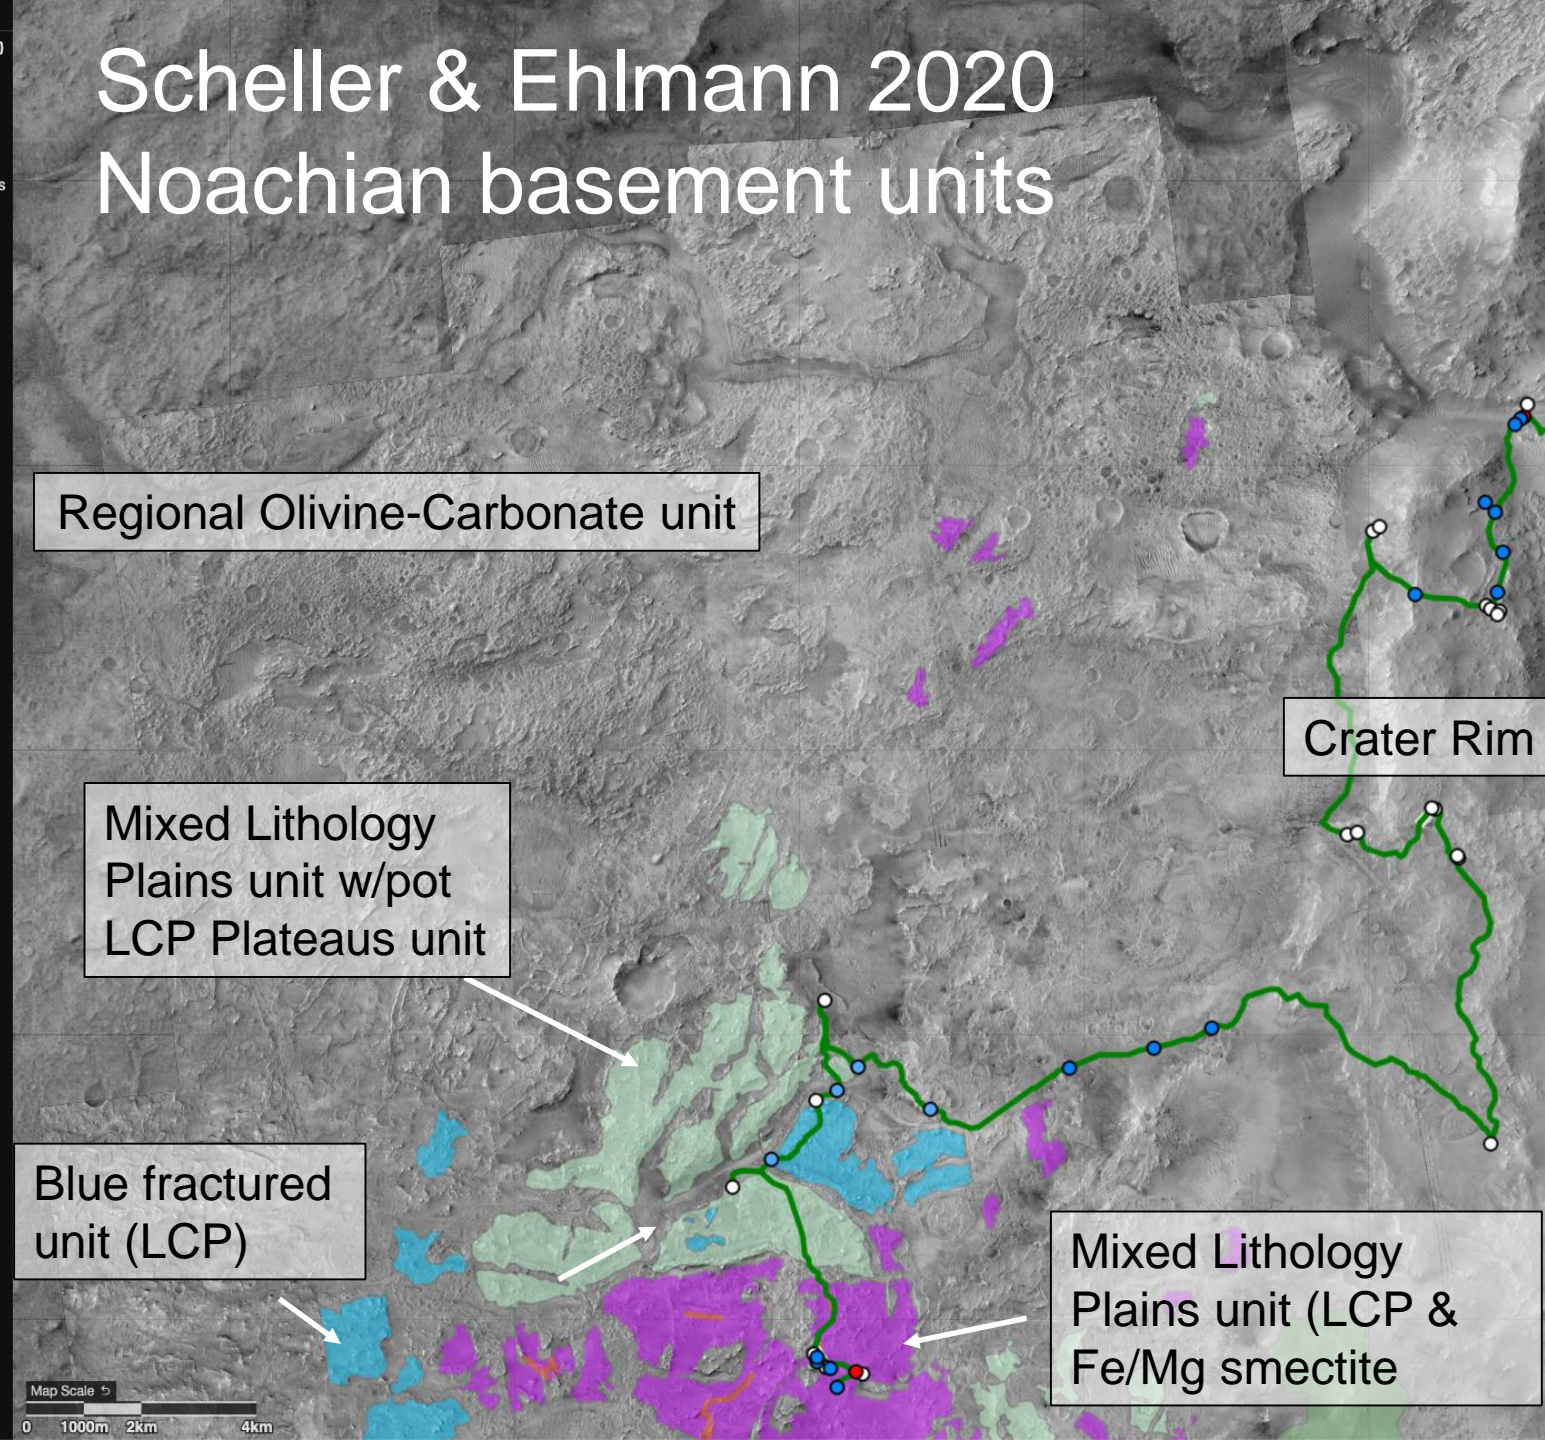 Scheller & Ehlmann 2020
Noachian basement units
Regional Olivine-Carbonate unit
Crater Rim
Mixed Lithology
Plains unit w/pot
LCP Plateaus unit
Blue fractured
unit (LCP)
Mixed Lithology
Plains unit (LCP &
Fe/Mg smectite
Map Scale
0 1000m 2km 4km